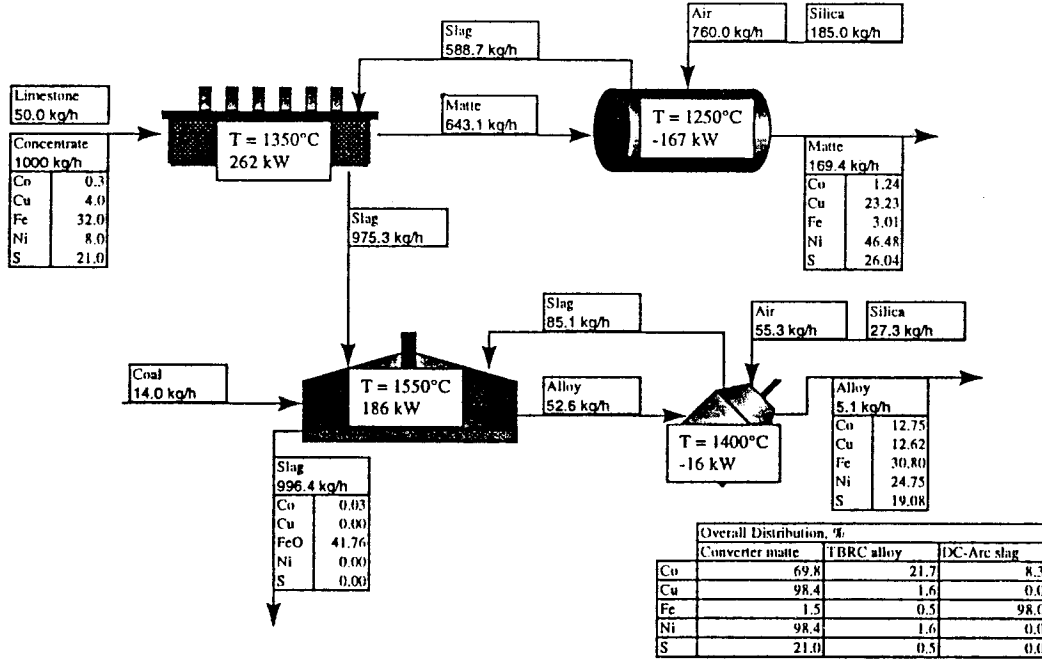 Air
760.0 kg/h
Silica
185.0 kg/h
Slag
588.7 kg/h
Limestone
50.0 kg/h
Matte
643.1 kg/h
T = 1350°C
262 kW
T = 1250°C
-167 kW
Concentrate
1000 kg/h
Co 0.3
Cu 4.0
Fe 32.0
Ni 8.0
S 21.0
Matte
169.4 kg/h
Co 1.24
Cu 23.23
Fe 3.01
Ni 46.48
S 26.04
Slag
975.3 kg/h
Slag
85.1 kg/h
Air
55.3 kg/h
Silica
27.3 kg/h
Coal
14.0 kg/h
T = 1550°C
186 kW
Alloy
52.6 kg/h
T = 1400°C
-16 kW
Alloy
5.1 kg/h
Co 12.75
Cu 12.62
Fe 30.80
Ni 24.75
S 19.08
Slag
996.4 kg/h
Co 0.03
Cu 0.00
FeO 41.76
Ni 0.00
S 0.00
Overall Distribution, %
Converter matte TBRC alloy DC-Arc slag
Co 69.8 21.7 8.3
Cu 98.4 1.6 0.0
Fe 1.5 0.5 98.0
Ni 98.4 1.6 0.0
S 21.0 0.5 0.0